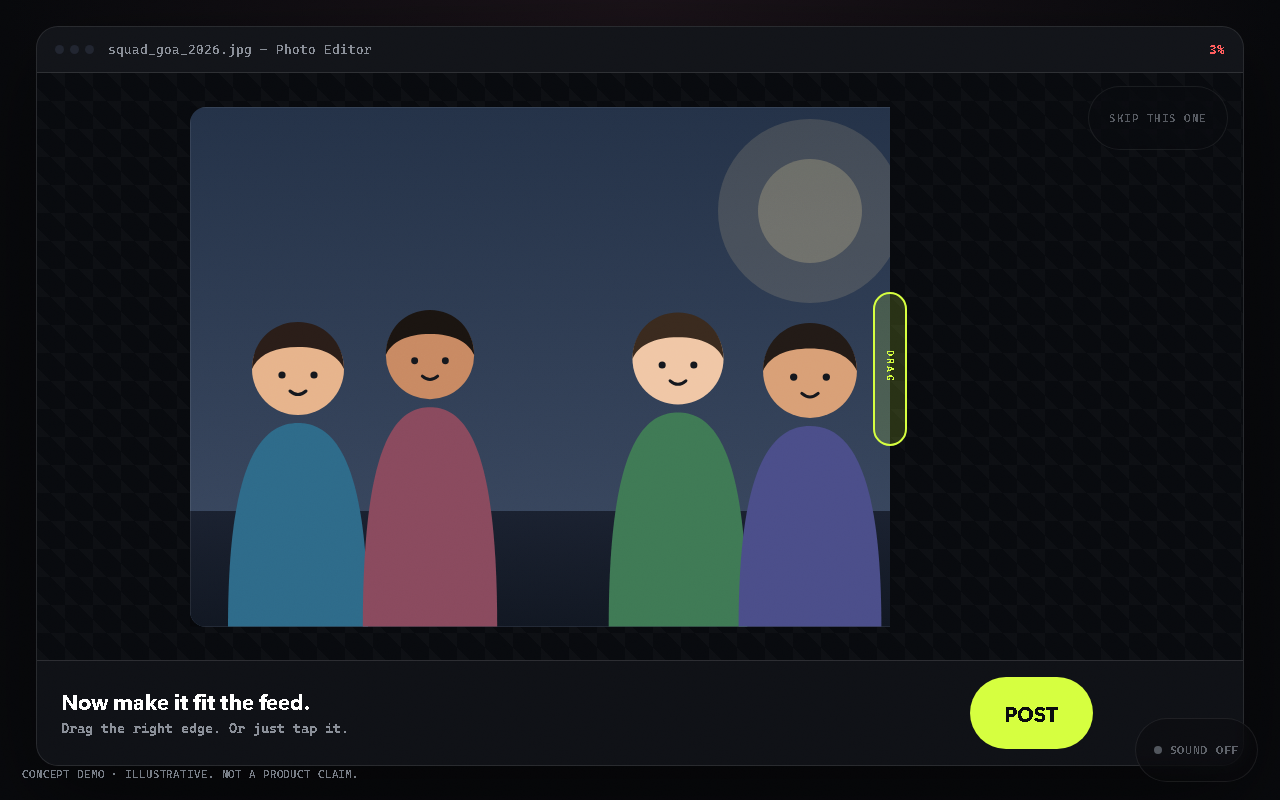 squad_goa_2026.jpg — Photo Editor
3%
SKIP THIS ONE
DRAG
Now make it fit the feed.
Drag the right edge. Or just tap it.
POST
SOUND OFF
CONCEPT DEMO · ILLUSTRATIVE. NOT A PRODUCT CLAIM.